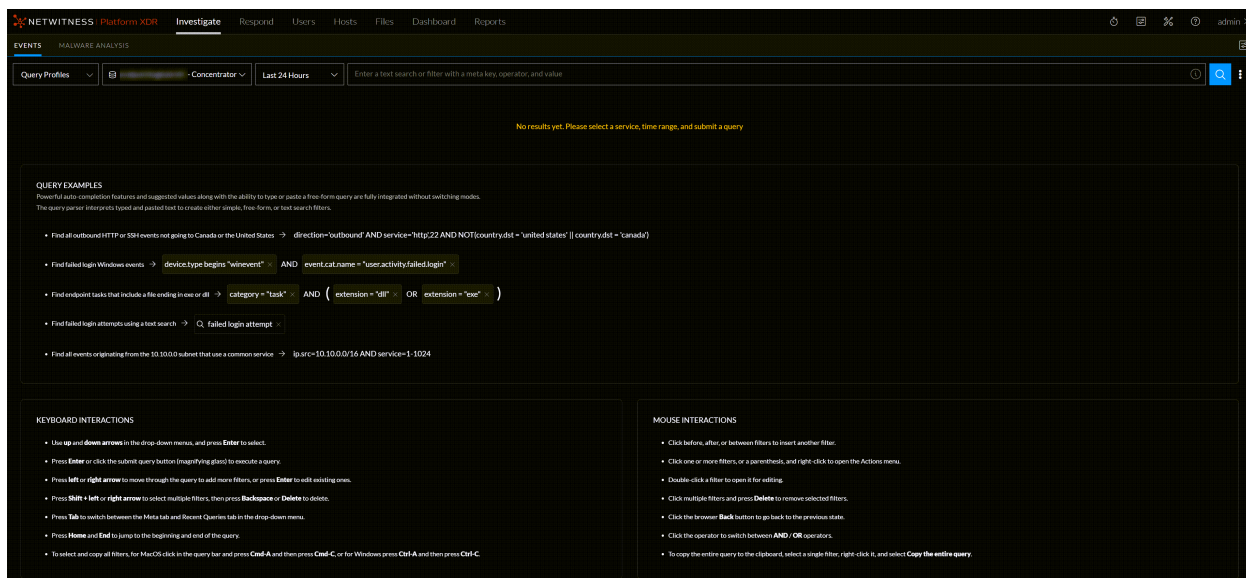 NETWITNESS | Platform XDR Investigate Respond Users Hosts Files Dashboard Reports admin
EVENTS MALWARE ANALYSIS
Query Profiles - Concentrator Last 24 Hours Enter a text search or filter with a meta key, operator, and value
No results yet. Please select a service, time range, and submit a query
QUERY EXAMPLES
Powerful auto-completion features and suggested values along with the ability to type or paste a free-form query are fully integrated without switching modes.
The query parser interprets typed and pasted text to create either simple, free-form, or text search filters.
• Find all outbound HTTP or SSH events not going to Canada or the United States → direction='outbound' AND service='http',22 AND NOT(country.dst = 'united states' || country.dst = 'canada')
• Find failed login Windows events → device.type begins "winevent" × AND event.cat.name = "user.activity.failed.login" ×
• Find endpoint tasks that include a file ending in exe or dll → category = "task" × AND ( extension = "dll" × OR extension = "exe" × )
• Find failed login attempts using a text search → failed login attempt ×
• Find all events originating from the 10.10.0.0 subnet that use a common service → ip.src=10.10.0.0/16 AND service=1-1024
KEYBOARD INTERACTIONS
• Use up and down arrows in the drop-down menus, and press Enter to select.
• Press Enter or click the submit query button (magnifying glass) to execute a query.
• Press left or right arrow to move through the query to add more filters, or press Enter to edit existing ones.
• Press Shift + left or right arrow to select multiple filters, then press Backspace or Delete to delete.
• Press Tab to switch between the Meta tab and Recent Queries tab in the drop-down menu.
• Press Home and End to jump to the beginning and end of the query.
• To select and copy all filters, for MacOS click in the query bar and press Cmd-A and then press Cmd-C, or for Windows press Ctrl-A and then press Ctrl-C.
MOUSE INTERACTIONS
• Click before, after, or between filters to insert another filter.
• Click one or more filters, or a parenthesis, and right-click to open the Actions menu.
• Double-click a filter to open it for editing.
• Click multiple filters and press Delete to remove selected filters.
• Click the browser Back button to go back to the previous state.
• Click the operator to switch between AND / OR operators.
• To copy the entire query to the clipboard, select a single filter, right-click it, and select Copy the entire query.